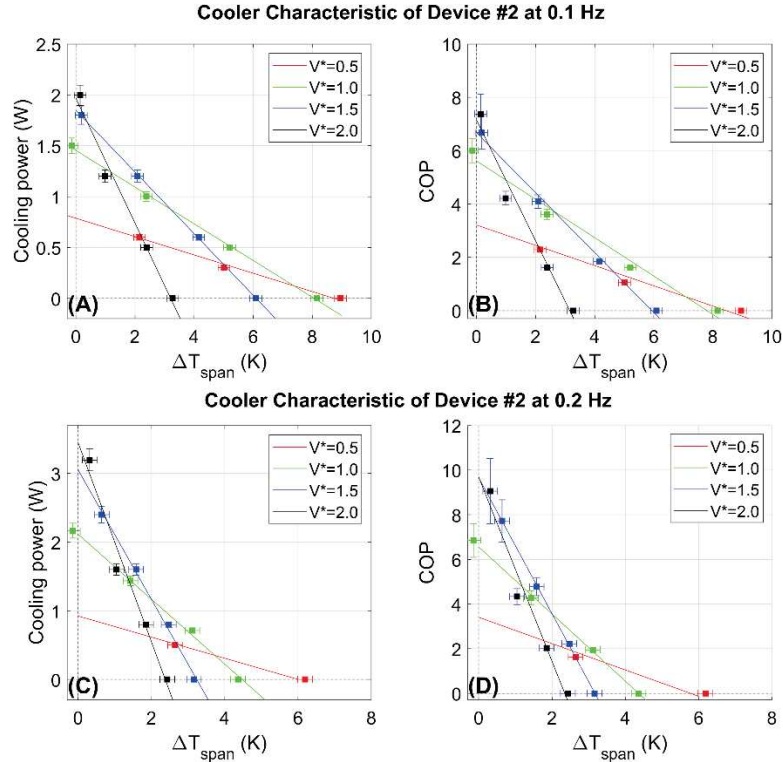 Cooler Characteristic of Device #2 at 0.1 Hz
2.5
2
1.5
1
0.5
0
Cooling power (W)
V*=0.5
V*=1.0
V*=1.5
V*=2.0
(A)
0 2 4 6 8 10
ΔTspan (K)
10
8
6
4
2
0
COP
V*=0.5
V*=1.0
V*=1.5
V*=2.0
(B)
0 2 4 6 8 10
ΔTspan (K)
Cooler Characteristic of Device #2 at 0.2 Hz
3
2
1
0
Cooling power (W)
V*=0.5
V*=1.0
V*=1.5
V*=2.0
(C)
0 2 4 6 8
ΔTspan (K)
12
10
8
6
4
2
0
COP
V*=0.5
V*=1.0
V*=1.5
V*=2.0
(D)
0 2 4 6 8
ΔTspan (K)